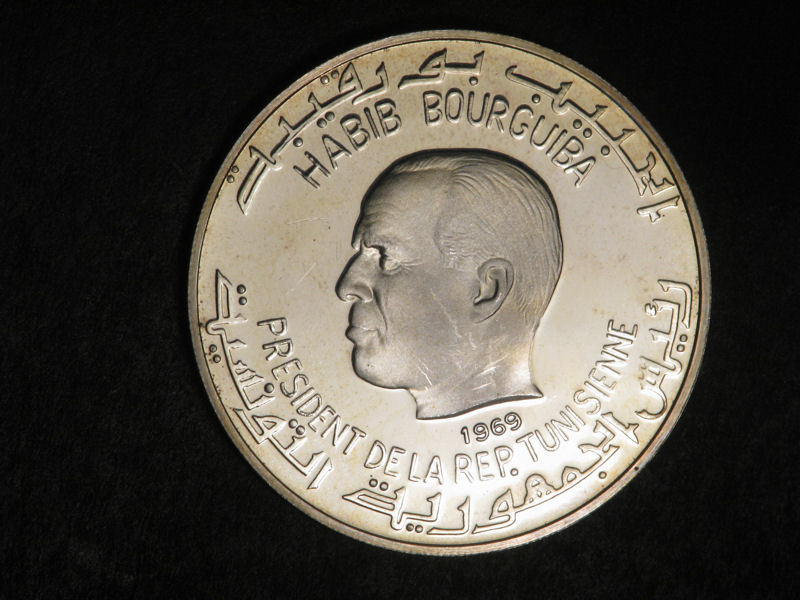 الحبيب بورقيبة
HABIB BOURGUIBA
1969
PRESIDENT DE LA REP. TUNISIENNE
رئيس الجمهورية التونسية